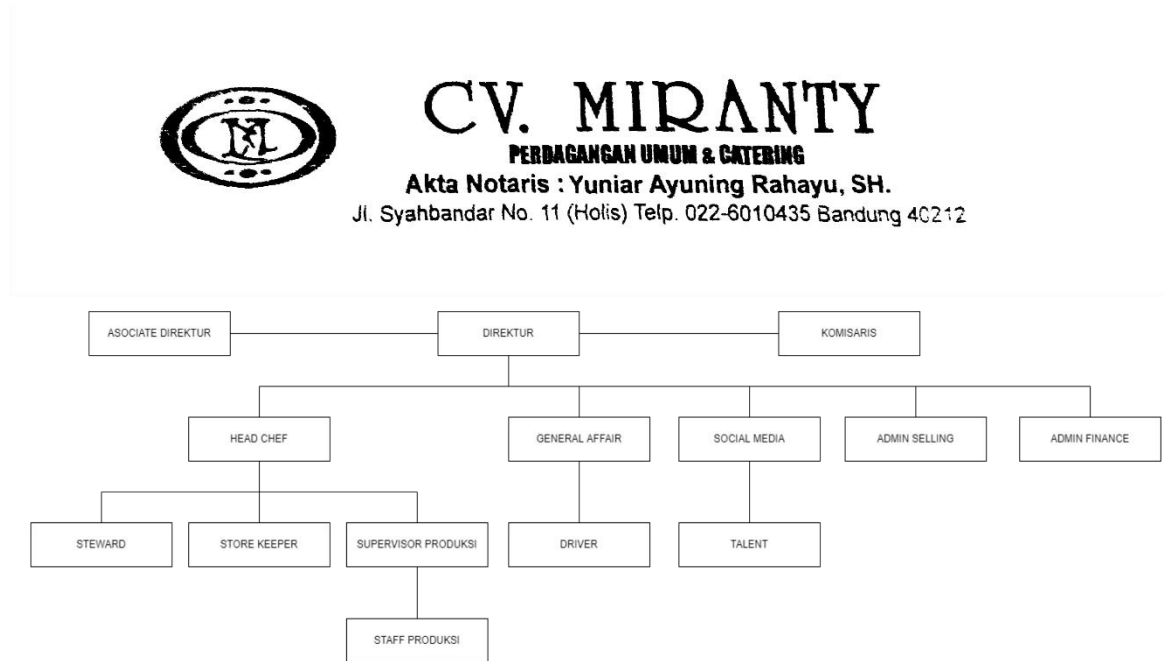 CV. MIRANTY
PERDAGANGAN UMUM & CATERING
Akta Notaris : Yuniar Ayuning Rahayu, SH.
Jl. Syahbandar No. 11 (Holis) Telp. 022-6010435 Bandung 40212
ASOCIATE DIREKTUR
DIREKTUR
KOMISARIS
HEAD CHEF
GENERAL AFFAIR
SOCIAL MEDIA
ADMIN SELLING
ADMIN FINANCE
STEWARD
STORE KEEPER
SUPERVISOR PRODUKSI
DRIVER
TALENT
STAFF PRODUKSI